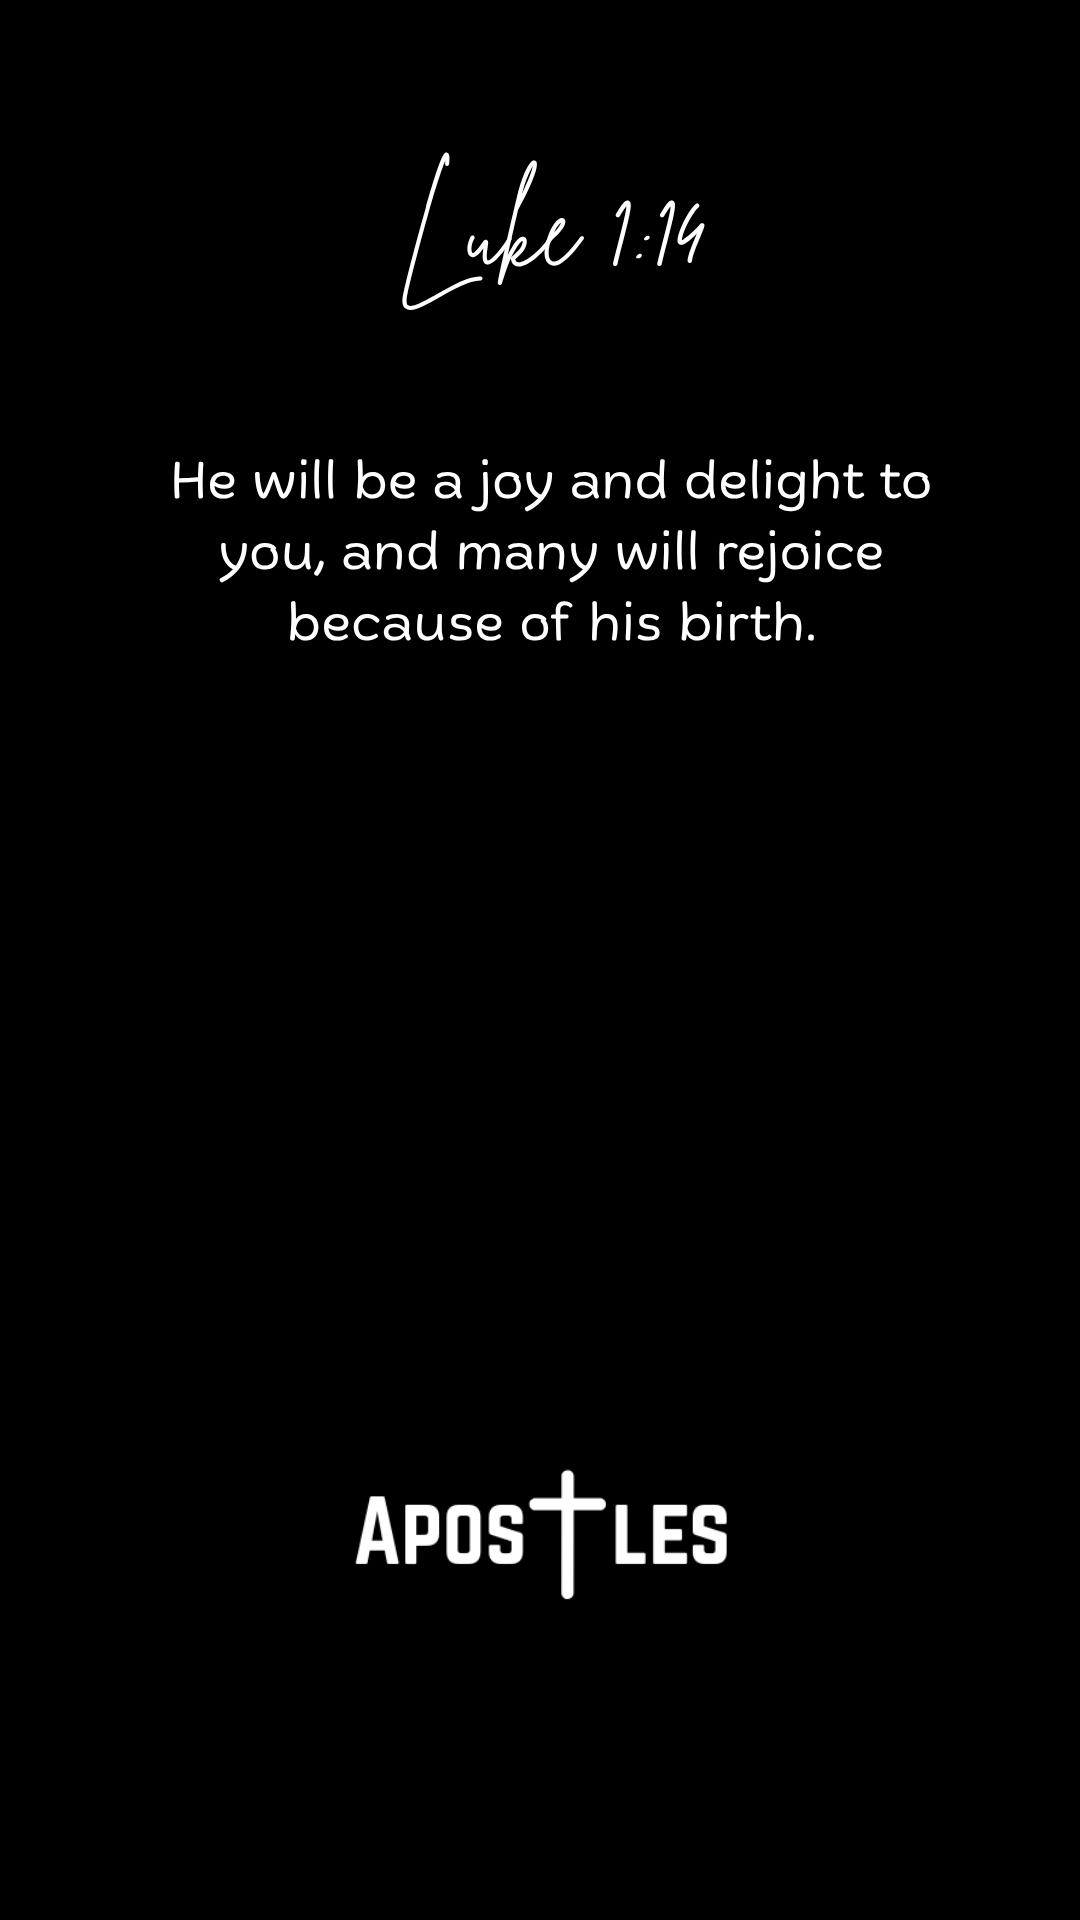 Luke 1:14
He will be a joy and delight to
you, and many will rejoice
because of his birth.
APOSTLES